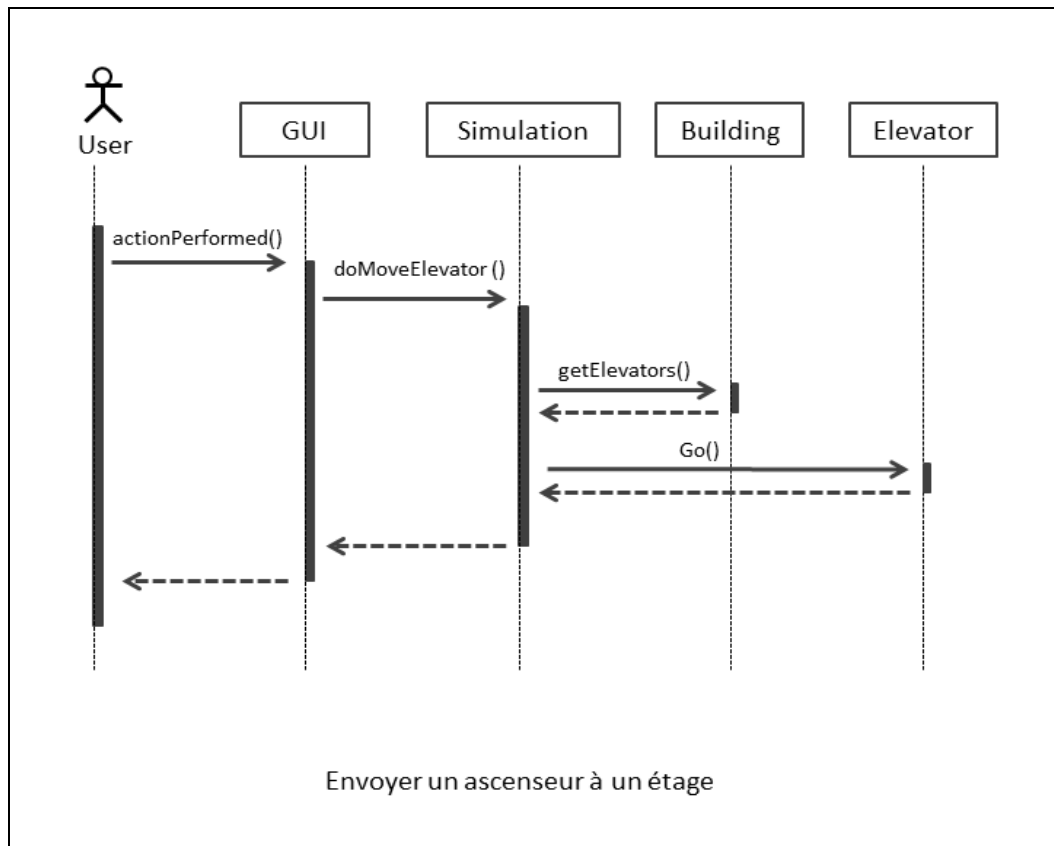 User
GUI
Simulation
Building
Elevator
actionPerformed()
doMoveElevator ()
getElevators()
Go()
Envoyer un ascenseur à un étage